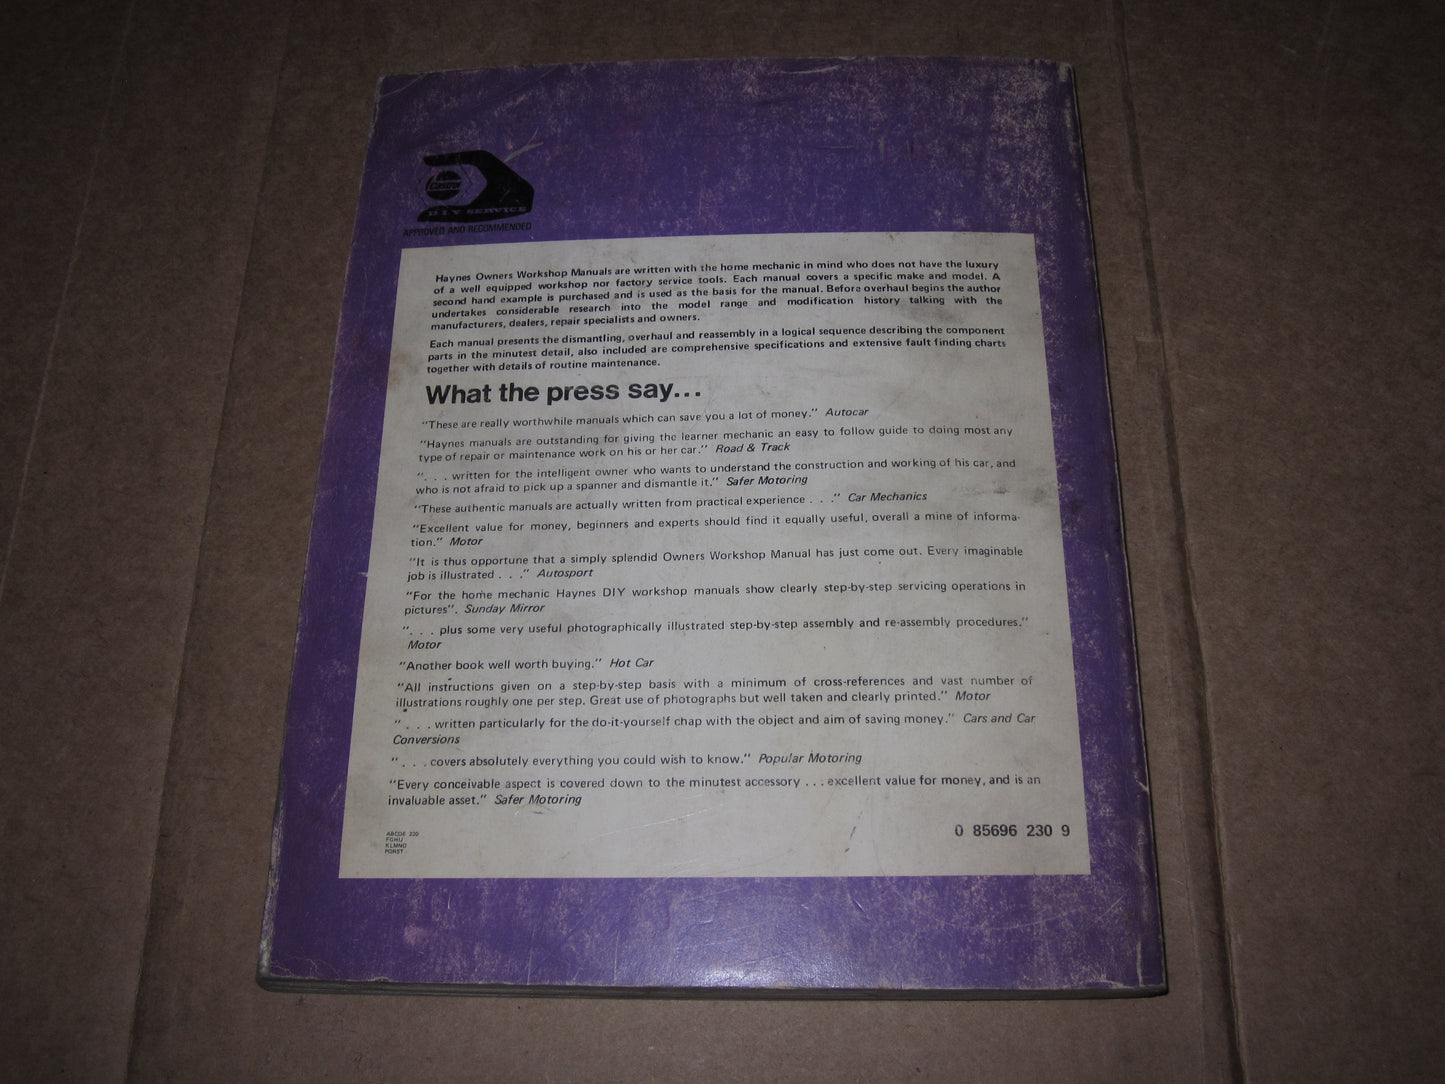 Castrol
D.I.Y SERVICE
APPROVED AND RECOMMENDED
Haynes Owners Workshop Manuals are written with the home mechanic in mind who does not have the luxury
of a well equipped workshop nor factory service tools. Each manual covers a specific make and model. A
second hand example is purchased and is used as the basis for the manual. Before overhaul begins the author
undertakes considerable research into the model range and modification history talking with the
manufacturers, dealers, repair specialists and owners.
Each manual presents the dismantling, overhaul and reassembly in a logical sequence describing the component
parts in the minutest detail, also included are comprehensive specifications and extensive fault finding charts
together with details of routine maintenance.
What the press say...
"These are really worthwhile manuals which can save you a lot of money." Autocar
"Haynes manuals are outstanding for giving the learner mechanic an easy to follow guide to doing most any
type of repair or maintenance work on his or her car." Road & Track
". . . written for the intelligent owner who wants to understand the construction and working of his car, and
who is not afraid to pick up a spanner and dismantle it." Safer Motoring
"These authentic manuals are actually written from practical experience . . ." Car Mechanics
"Excellent value for money, beginners and experts should find it equally useful, overall a mine of informa-
tion." Motor
"It is thus opportune that a simply splendid Owners Workshop Manual has just come out. Every imaginable
job is illustrated . . ." Autosport
"For the home mechanic Haynes DIY workshop manuals show clearly step-by-step servicing operations in
pictures". Sunday Mirror
". . . plus some very useful photographically illustrated step-by-step assembly and re-assembly procedures."
Motor
"Another book well worth buying." Hot Car
"All instructions given on a step-by-step basis with a minimum of cross-references and vast number of
illustrations roughly one per step. Great use of photographs but well taken and clearly printed." Motor
". . . written particularly for the do-it-yourself chap with the object and aim of saving money." Cars and Car
Conversions
". . . covers absolutely everything you could wish to know." Popular Motoring
"Every conceivable aspect is covered down to the minutest accessory . . . excellent value for money, and is an
invaluable asset." Safer Motoring
ABCDE 230
FGHIJ
KLMNO
PQRST
0 85696 230 9